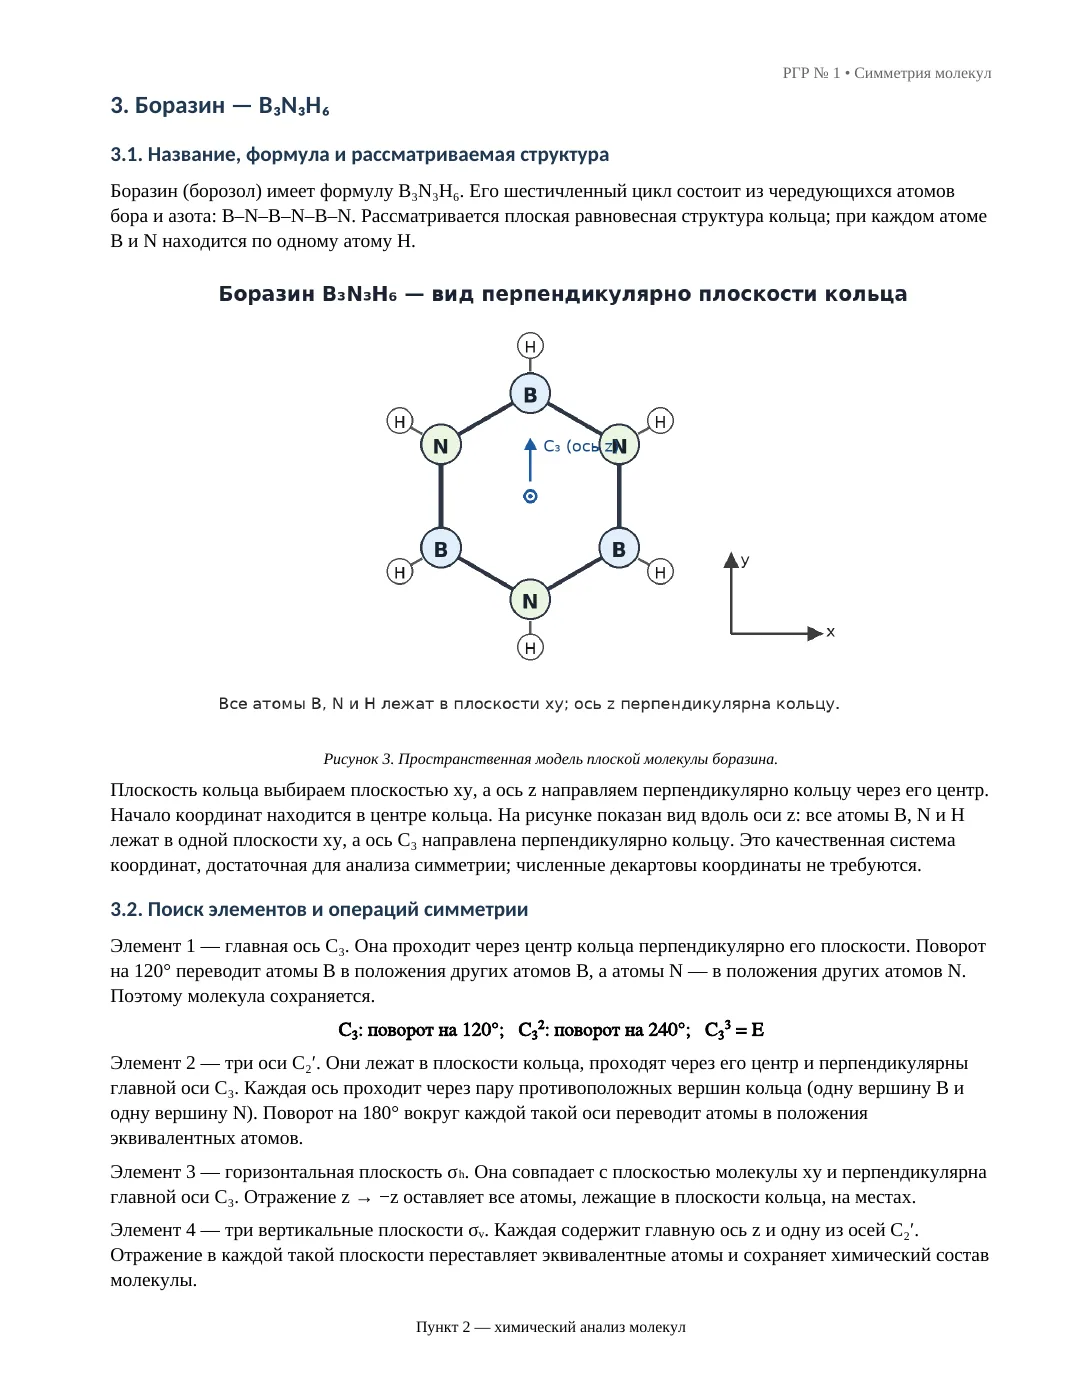 РГР № 1 • Симметрия молекул
3. Боразин — B₃N₃H₆
3.1. Название, формула и рассматриваемая структура
Боразин (борозол) имеет формулу B₃N₃H₆. Его шестичленный цикл состоит из чередующихся атомов
бора и азота: B–N–B–N–B–N. Рассматривается плоская равновесная структура кольца; при каждом атоме
B и N находится по одному атому H.
Боразин B₃N₃H₆ — вид перпендикулярно плоскости кольца
H
B
H
H
N
C₃ (ось z)
N
B
B
H
H
N
H
y
x
Все атомы B, N и H лежат в плоскости xy; ось z перпендикулярна кольцу.
Рисунок 3. Пространственная модель плоской молекулы боразина.
Плоскость кольца выбираем плоскостью xy, а ось z направляем перпендикулярно кольцу через его центр.
Начало координат находится в центре кольца. На рисунке показан вид вдоль оси z: все атомы B, N и H
лежат в одной плоскости xy, а ось C₃ направлена перпендикулярно кольцу. Это качественная система
координат, достаточная для анализа симметрии; численные декартовы координаты не требуются.
3.2. Поиск элементов и операций симметрии
Элемент 1 — главная ось C₃. Она проходит через центр кольца перпендикулярно его плоскости. Поворот
на 120° переводит атомы B в положения других атомов B, а атомы N — в положения других атомов N.
Поэтому молекула сохраняется.
C₃: поворот на 120°; C₃²: поворот на 240°; C₃³ = E
Элемент 2 — три оси C₂′. Они лежат в плоскости кольца, проходят через его центр и перпендикулярны
главной оси C₃. Каждая ось проходит через пару противоположных вершин кольца (одну вершину B и
одну вершину N). Поворот на 180° вокруг каждой такой оси переводит атомы в положения
эквивалентных атомов.
Элемент 3 — горизонтальная плоскость σₕ. Она совпадает с плоскостью молекулы xy и перпендикулярна
главной оси C₃. Отражение z → −z оставляет все атомы, лежащие в плоскости кольца, на местах.
Элемент 4 — три вертикальные плоскости σᵥ. Каждая содержит главную ось z и одну из осей C₂′.
Отражение в каждой такой плоскости переставляет эквивалентные атомы и сохраняет химический состав
молекулы.
Пункт 2 — химический анализ молекул